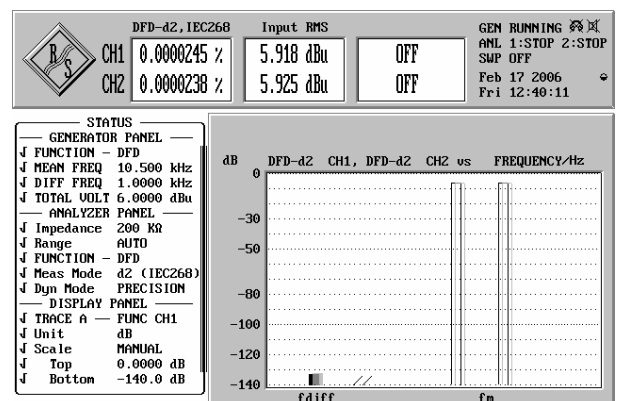 DFD-d2,IEC268 Input RMS
R&S
CH1 0.0000245 % 5.918 dBu OFF
CH2 0.0000238 % 5.925 dBu OFF
GEN RUNNING
ANL 1:STOP 2:STOP
SWP OFF
Feb 17 2006
Fri 12:40:11
STATUS
GENERATOR PANEL
√ FUNCTION - DFD
√ MEAN FREQ 10.500 kHz
√ DIFF FREQ 1.0000 kHz
√ TOTAL VOLT 6.0000 dBu
ANALYZER PANEL
√ Impedance 200 KΩ
√ Range AUTO
√ FUNCTION - DFD
√ Meas Mode d2 (IEC268)
√ Dyn Mode PRECISION
DISPLAY PANEL
√ TRACE A — FUNC CH1
√ Unit dB
√ Scale MANUAL
√ Top 0.0000 dB
√ Bottom -140.0 dB
dB DFD-d2 CH1, DFD-d2 CH2 vs FREQUENCY/Hz
0
-30
-50
-80
-100
-120
-140
fdiff fm